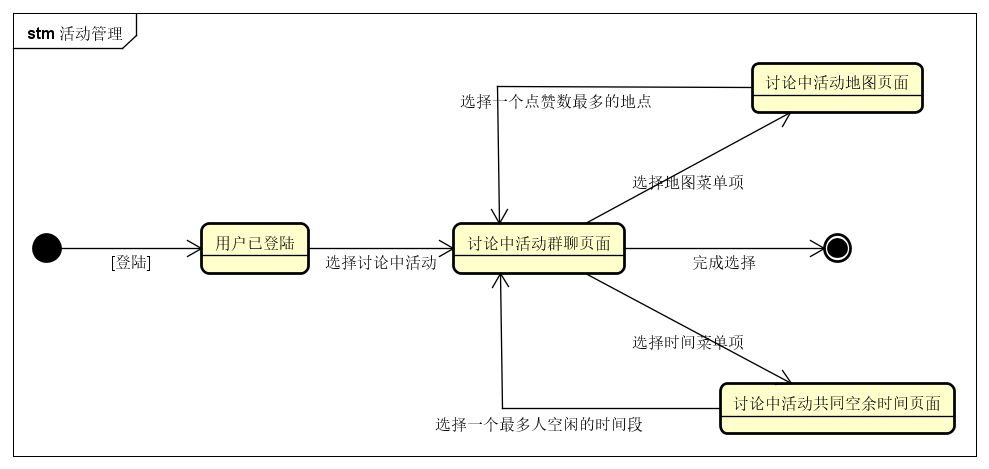 stm 活动管理
讨论中活动地图页面
选择一个点赞数最多的地点
选择地图菜单项
用户已登陆
讨论中活动群聊页面
[登陆]
选择讨论中活动
完成选择
选择时间菜单项
讨论中活动共同空余时间页面
选择一个最多人空闲的时间段